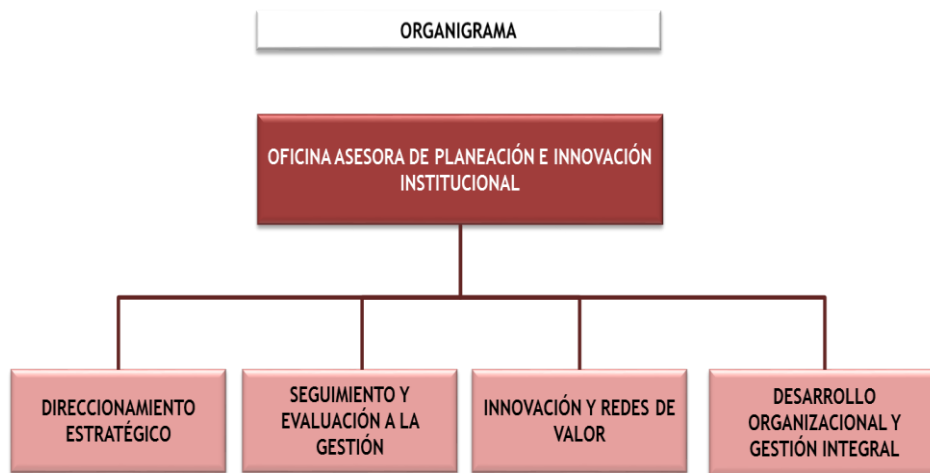 ORGANIGRAMA
OFICINA ASESORA DE PLANEACIÓN E INNOVACIÓN
INSTITUCIONAL
DIRECCIONAMIENTO
ESTRATÉGICO
SEGUIMIENTO Y
EVALUACIÓN A LA
GESTIÓN
INNOVACIÓN Y REDES DE
VALOR
DESARROLLO
ORGANIZACIONAL Y
GESTIÓN INTEGRAL